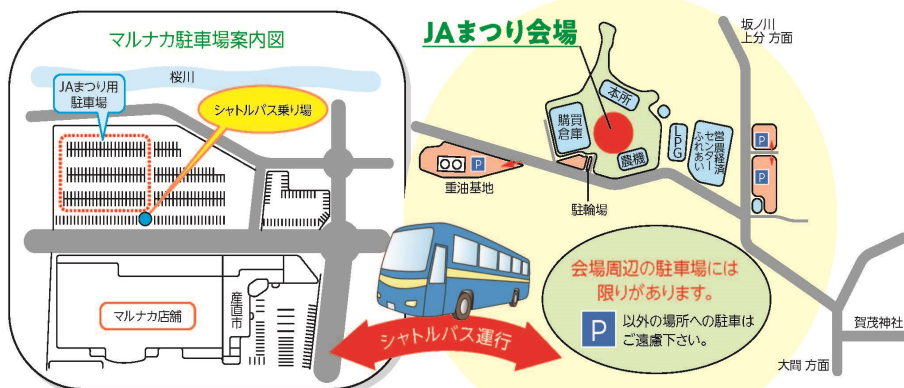 マルナカ駐車場案内図
桜川
JAまつり用
駐車場
シャトルバス乗り場
マルナカ店舗
産直市
JAまつり会場
坂ノ川
上分 方面
本所
購買
倉庫
農機
LPG
営農経済
センター
ふれあい
P
P
P
重油基地
駐輪場
会場周辺の駐車場には
限りがあります。
P 以外の場所への駐車は
ご遠慮下さい。
シャトルバス運行
賀茂神社
大間 方面